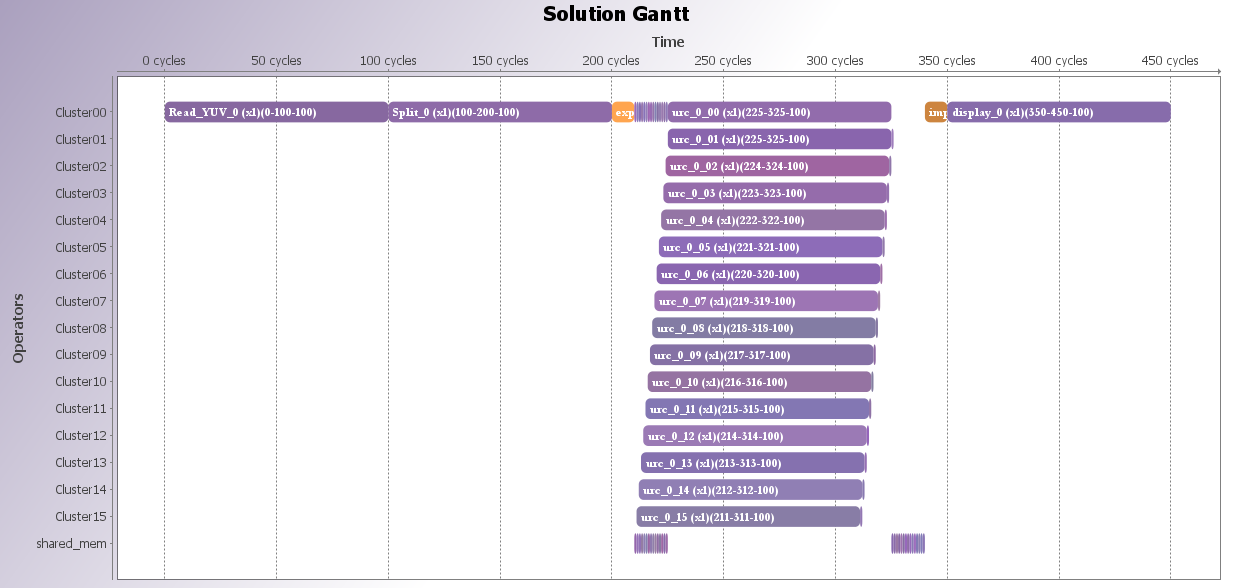 Solution Gantt
Time
0 cycles 50 cycles 100 cycles 150 cycles 200 cycles 250 cycles 300 cycles 350 cycles 400 cycles 450 cycles
Operators
Cluster00 Read_YUV_0 (x1)(0-100-100) Split_0 (x1)(100-200-100) exp urc_0_00 (x1)(225-325-100) imp display_0 (x1)(350-450-100)
Cluster01 urc_0_01 (x1)(225-325-100)
Cluster02 urc_0_02 (x1)(224-324-100)
Cluster03 urc_0_03 (x1)(223-323-100)
Cluster04 urc_0_04 (x1)(222-322-100)
Cluster05 urc_0_05 (x1)(221-321-100)
Cluster06 urc_0_06 (x1)(220-320-100)
Cluster07 urc_0_07 (x1)(219-319-100)
Cluster08 urc_0_08 (x1)(218-318-100)
Cluster09 urc_0_09 (x1)(217-317-100)
Cluster10 urc_0_10 (x1)(216-316-100)
Cluster11 urc_0_11 (x1)(215-315-100)
Cluster12 urc_0_12 (x1)(214-314-100)
Cluster13 urc_0_13 (x1)(213-313-100)
Cluster14 urc_0_14 (x1)(212-312-100)
Cluster15 urc_0_15 (x1)(211-311-100)
shared_mem